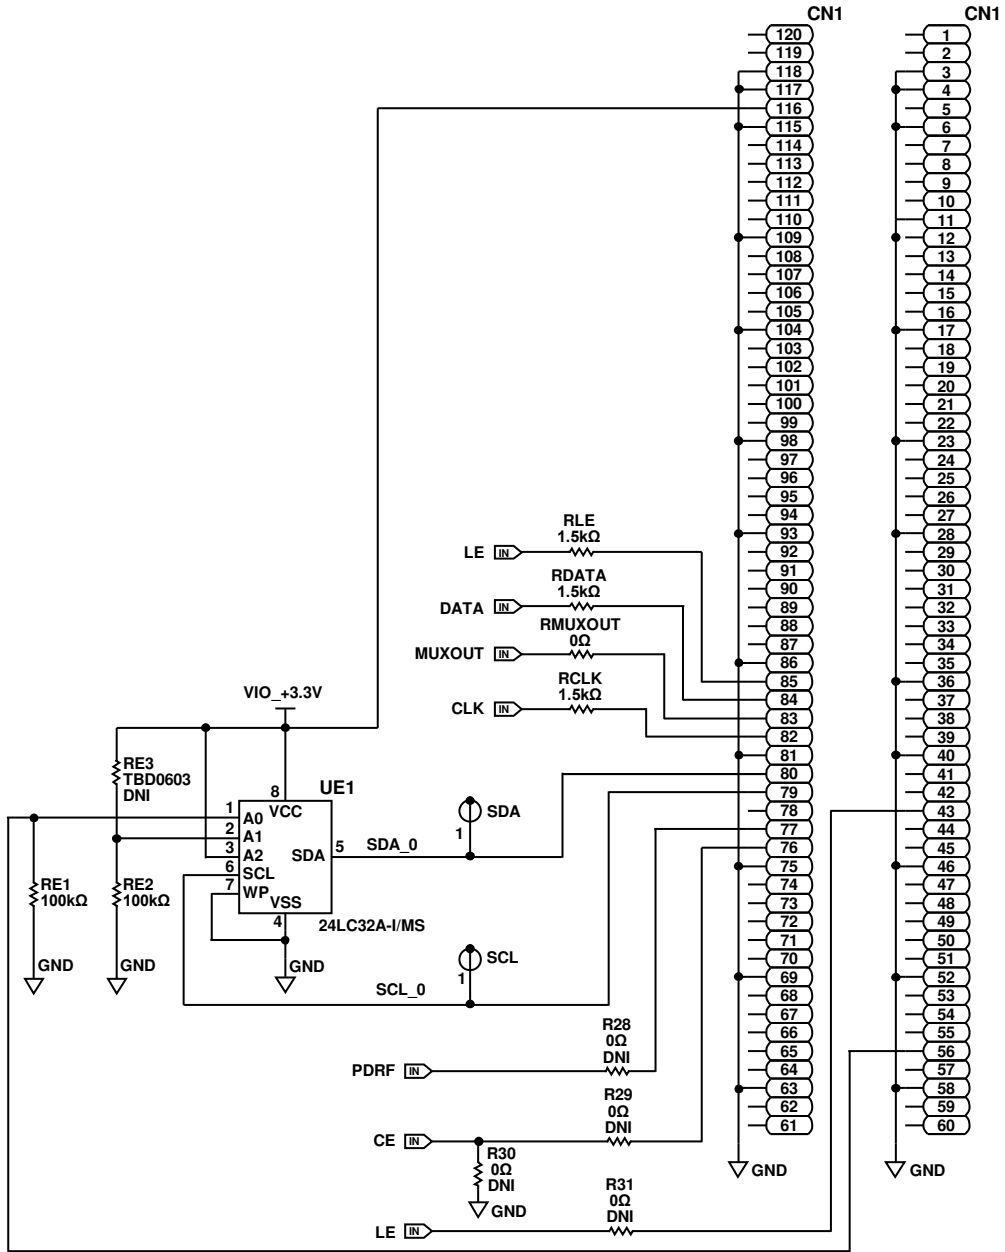 CN1
CN1
120
119
118
117
116
115
114
113
112
111
110
109
108
107
106
105
104
103
102
101
100
99
98
97
96
95
94
93
92
91
90
89
88
87
86
85
84
83
82
81
80
79
78
77
76
75
74
73
72
71
70
69
68
67
66
65
64
63
62
61
GND
1
2
3
4
5
6
7
8
9
10
11
12
13
14
15
16
17
18
19
20
21
22
23
24
25
26
27
28
29
30
31
32
33
34
35
36
37
38
39
40
41
42
43
44
45
46
47
48
49
50
51
52
53
54
55
56
57
58
59
60
GND
RLE
1.5kΩ
LE IN
RDATA
1.5kΩ
DATA IN
RMUXOUT
0Ω
MUXOUT IN
RCLK
1.5kΩ
CLK IN
VIO_+3.3V
RE3
TBD0603
DNI
UE1
8
VCC
1 A0
2 A1
3 A2
6 SCL
7 WP
VSS
4
SDA 5
24LC32A-I/MS
SDA_0
SDA
1
SCL
1
SCL_0
RE1
100kΩ
GND
RE2
100kΩ
GND
GND
R28
0Ω
DNI
PDRF IN
R29
0Ω
DNI
CE IN
R30
0Ω
DNI
GND
R31
0Ω
DNI
LE IN